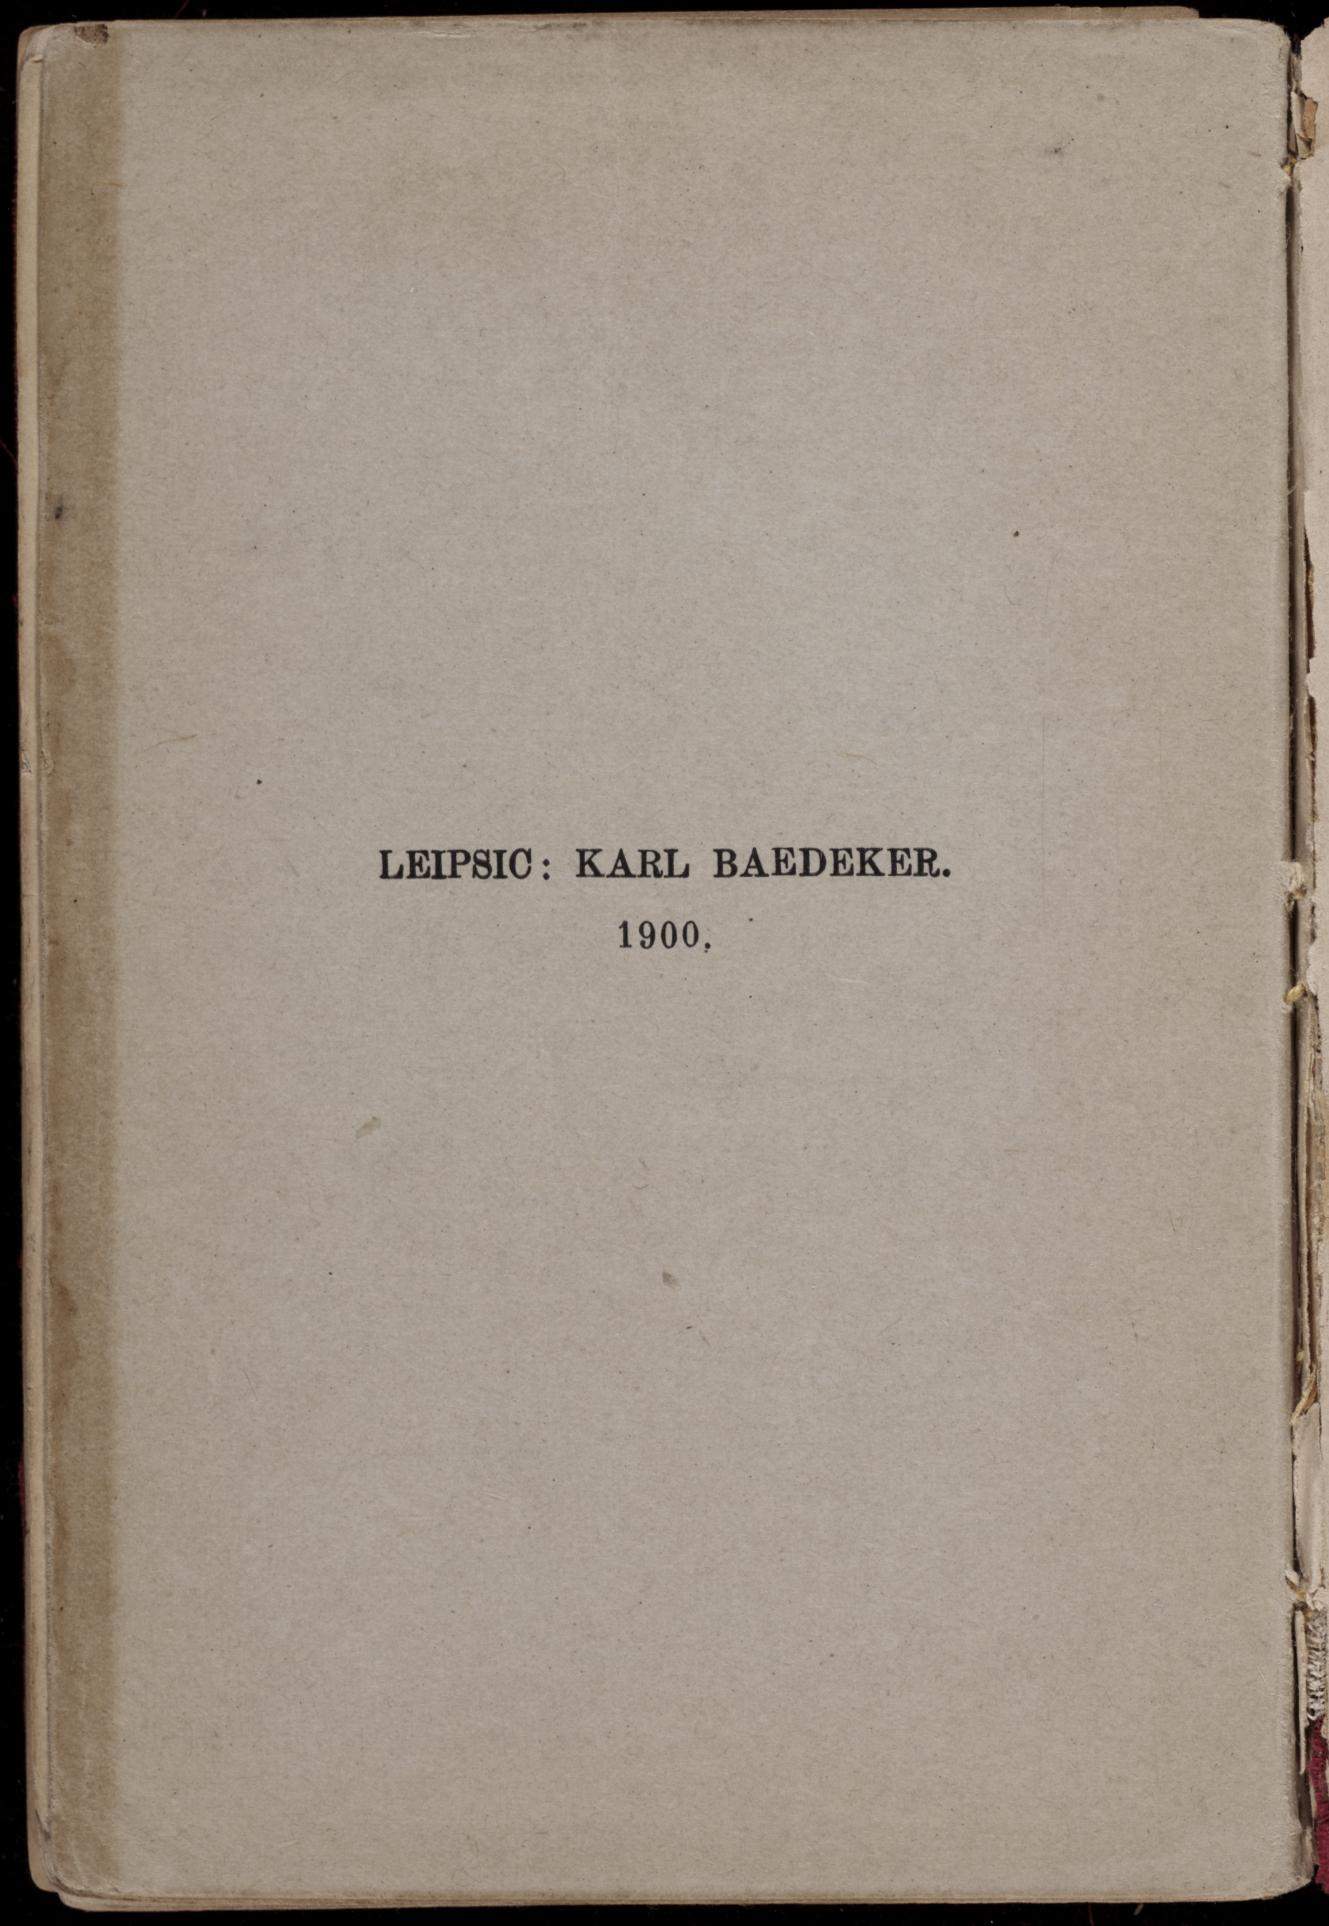 LEIPSIC: KARL BAEDEKER.
1900.